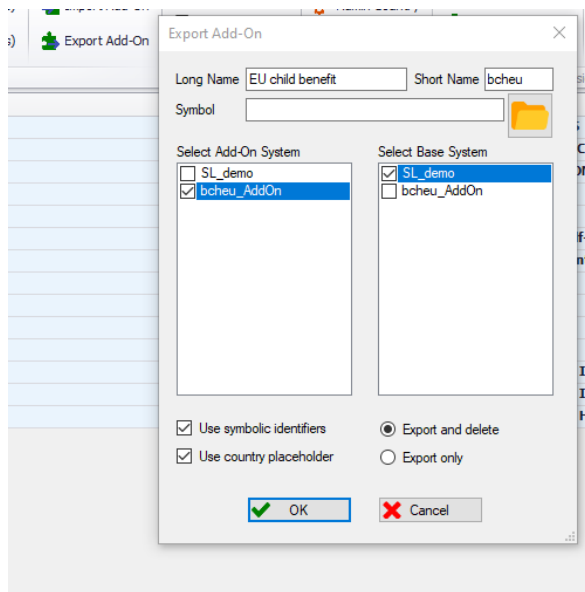 Export Add-On
Export Add-On
Long Name EU child benefit Short Name bcheu
Symbol
Select Add-On System Select Base System
SL_demo SL_demo
bcheu_AddOn bcheu_AddOn
Use symbolic identifiers Export and delete
Use country placeholder Export only
OK Cancel